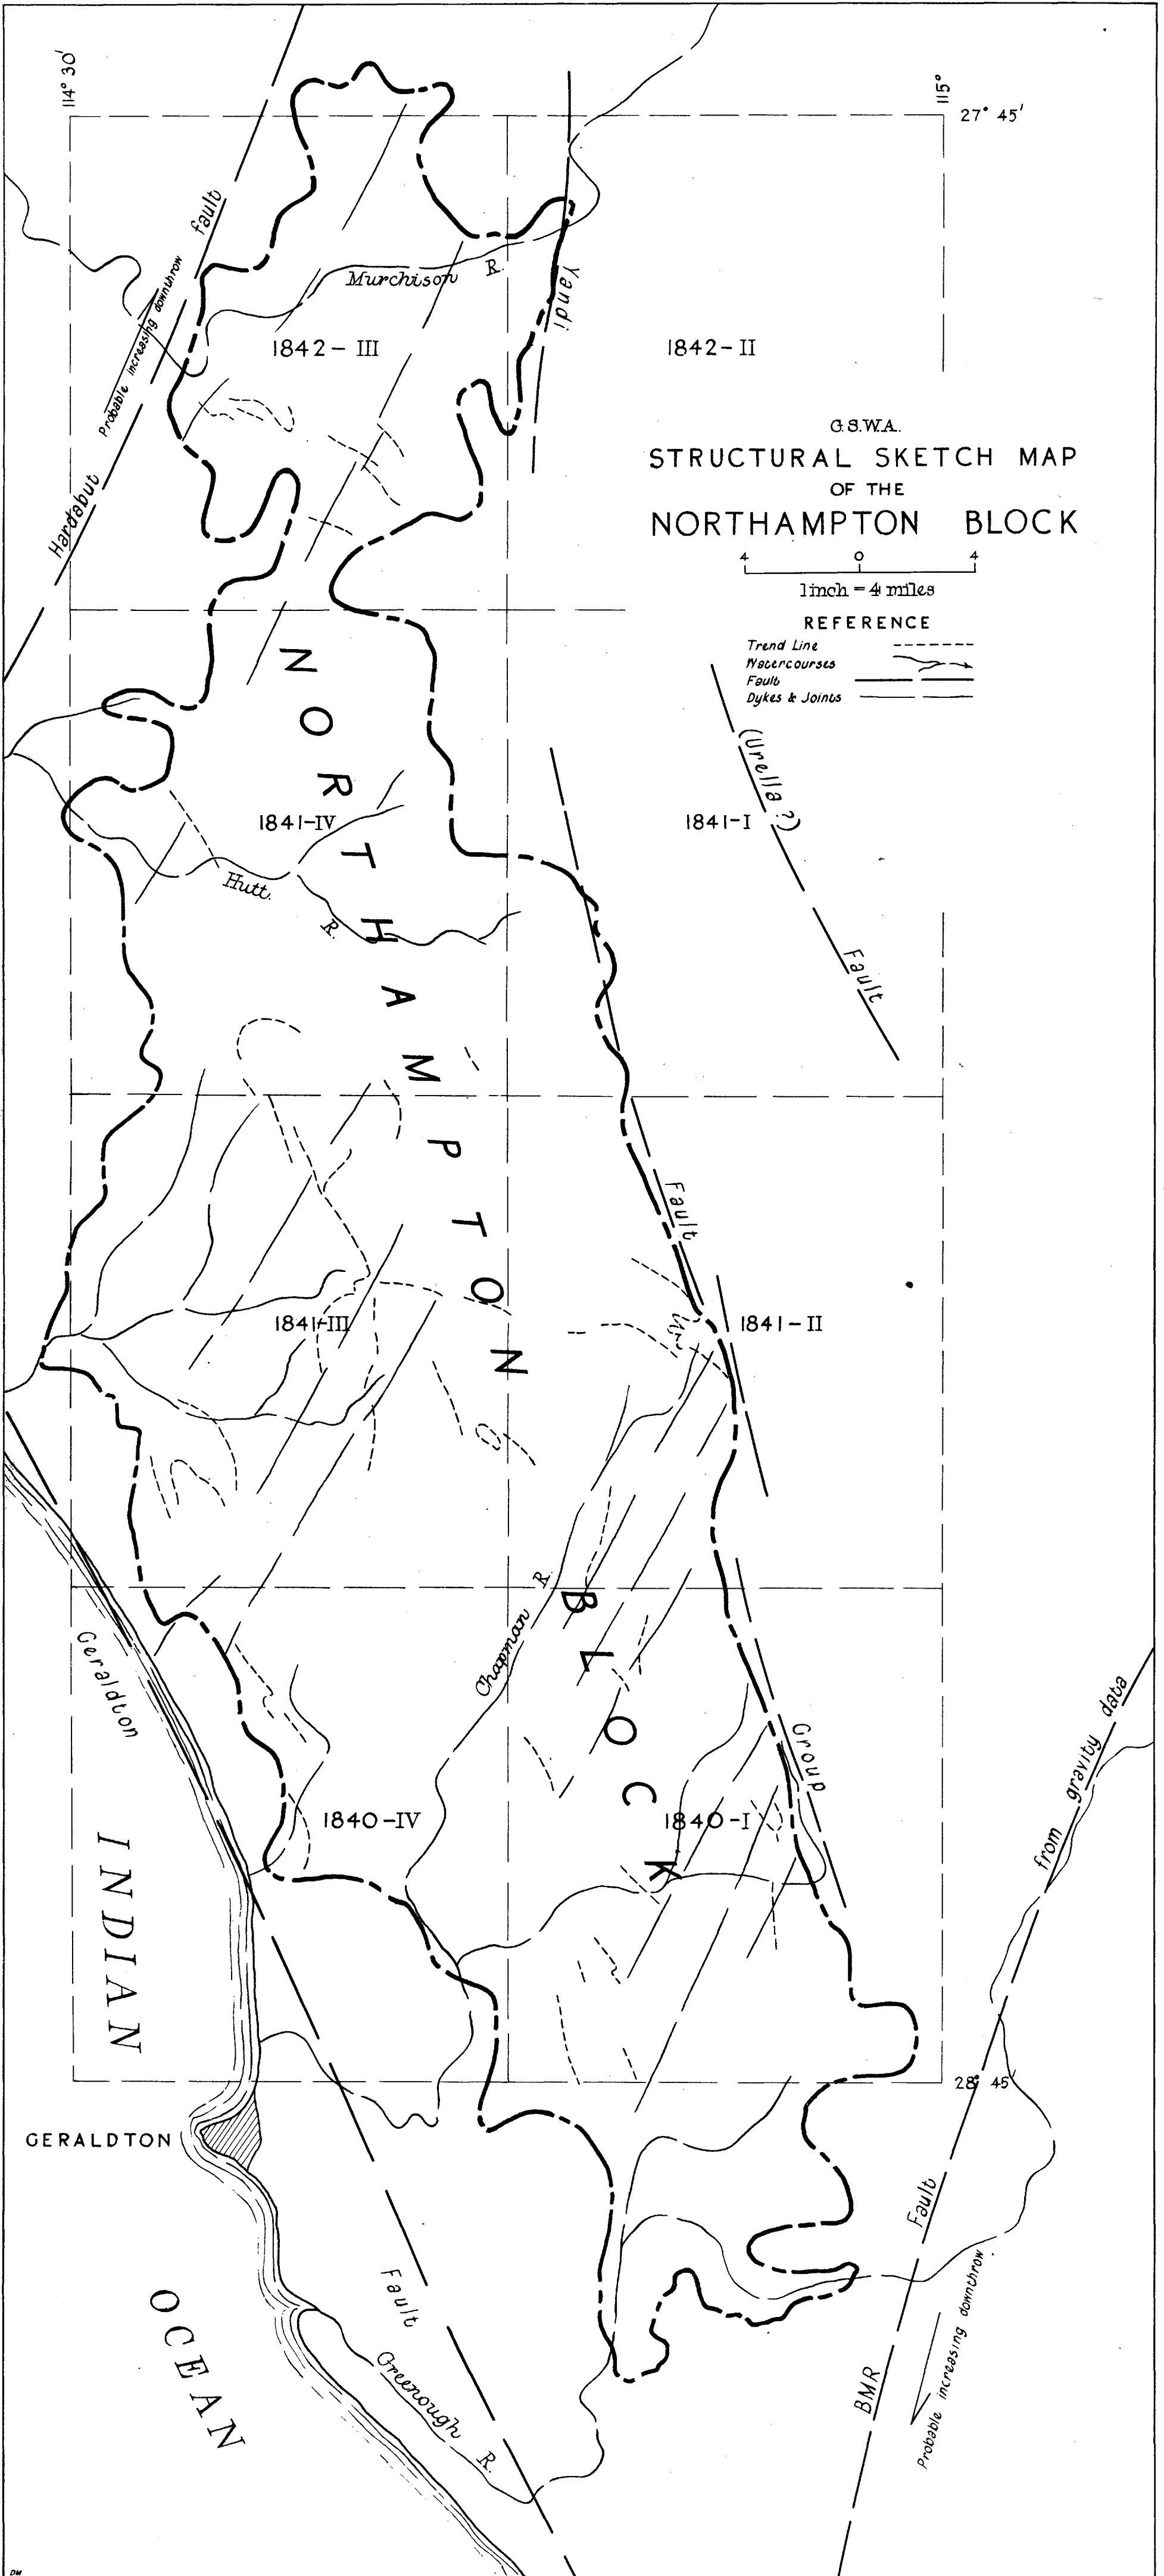 114° 30'
115°
27° 45'
Hardabut fault
Probable increasing downthrow
Murchison R.
Yandi
1842-III
1842-II
G.S.W.A.
STRUCTURAL SKETCH MAP
OF THE
NORTHAMPTON BLOCK
4 0 4
1 inch = 4 miles
REFERENCE
Trend Line
Watercourses
Fault
Dykes & Joints
(Urella ?)
Fault
1841-IV
1841-I
Hutt. R.
NORTHAMPTON BLOCK
Fault
1841-III
1841-II
Chapman R.
Geraldton
Group
from gravity data
1840-IV
1840-I
INDIAN
28° 45'
GERALDTON
Fault
Fault
OCEAN
Greenough R.
BMR
Probable increasing downthrow
DM